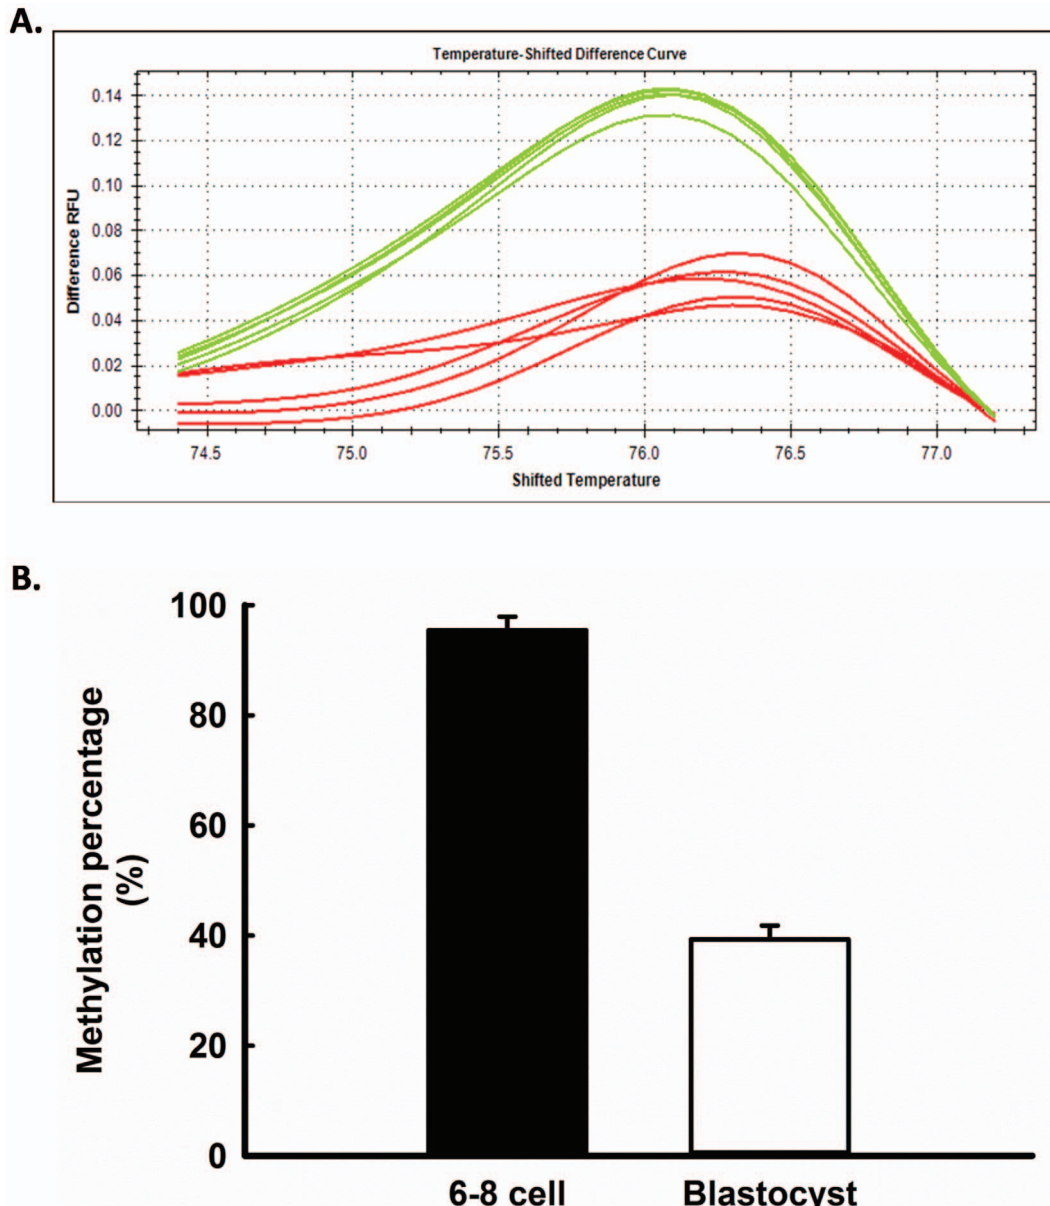 A.
Temperature-Shifted Difference Curve
Difference RFU
0.14
0.12
0.10
0.08
0.06
0.04
0.02
0.00
74.5 75.0 75.5 76.0 76.5 77.0
Shifted Temperature
B.
Methylation percentage
(%)
100
80
60
40
20
0
6-8 cell Blastocyst